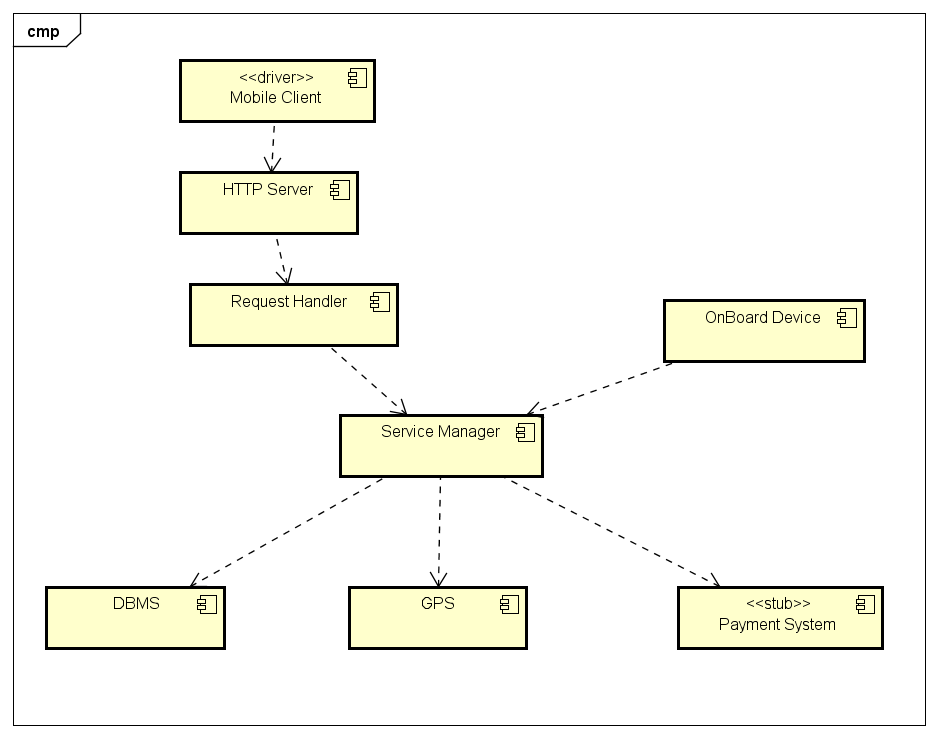 cmp
<<driver>>
Mobile Client
HTTP Server
Request Handler
OnBoard Device
Service Manager
DBMS
GPS
<<stub>>
Payment System